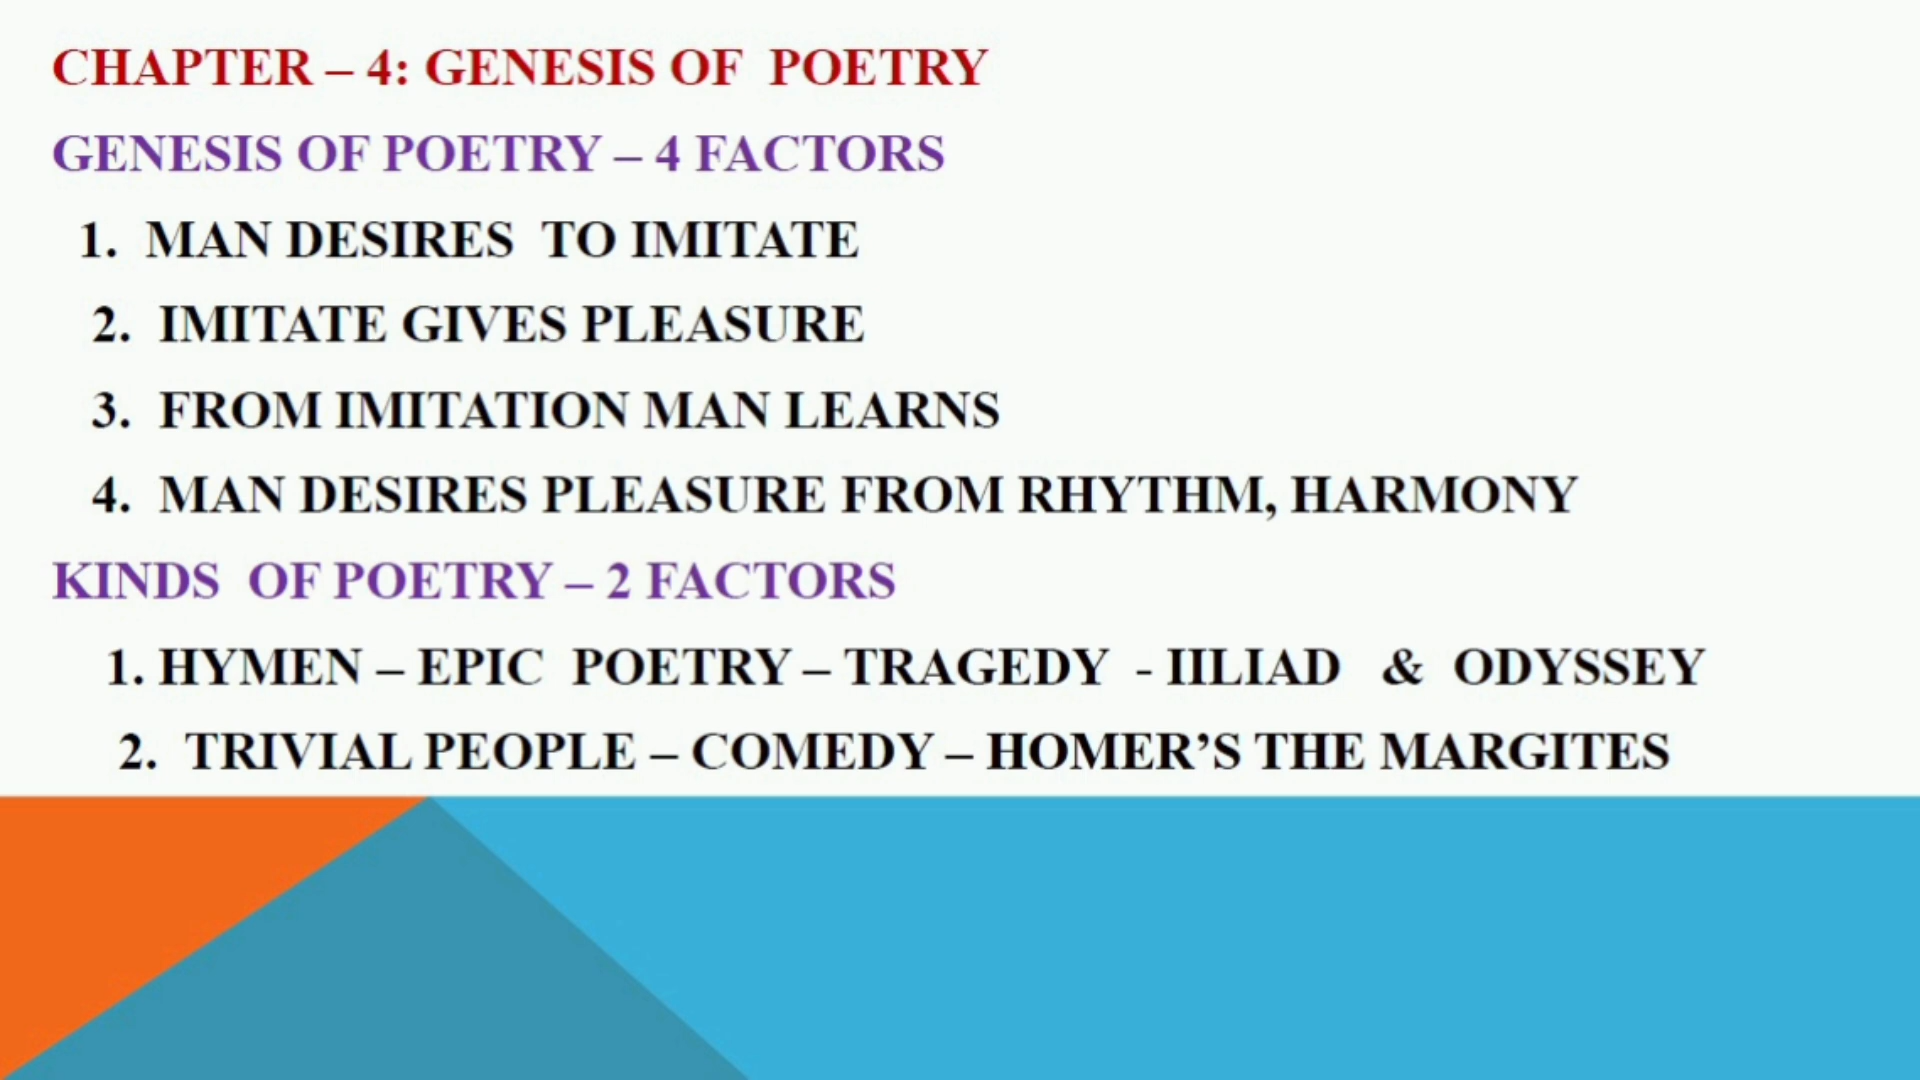 CHAPTER – 4: GENESIS OF POETRY
GENESIS OF POETRY – 4 FACTORS
1. MAN DESIRES TO IMITATE
2. IMITATE GIVES PLEASURE
3. FROM IMITATION MAN LEARNS
4. MAN DESIRES PLEASURE FROM RHYTHM, HARMONY
KINDS OF POETRY – 2 FACTORS
1. HYMEN – EPIC POETRY – TRAGEDY - IILIAD & ODYSSEY
2. TRIVIAL PEOPLE – COMEDY – HOMER’S THE MARGITES